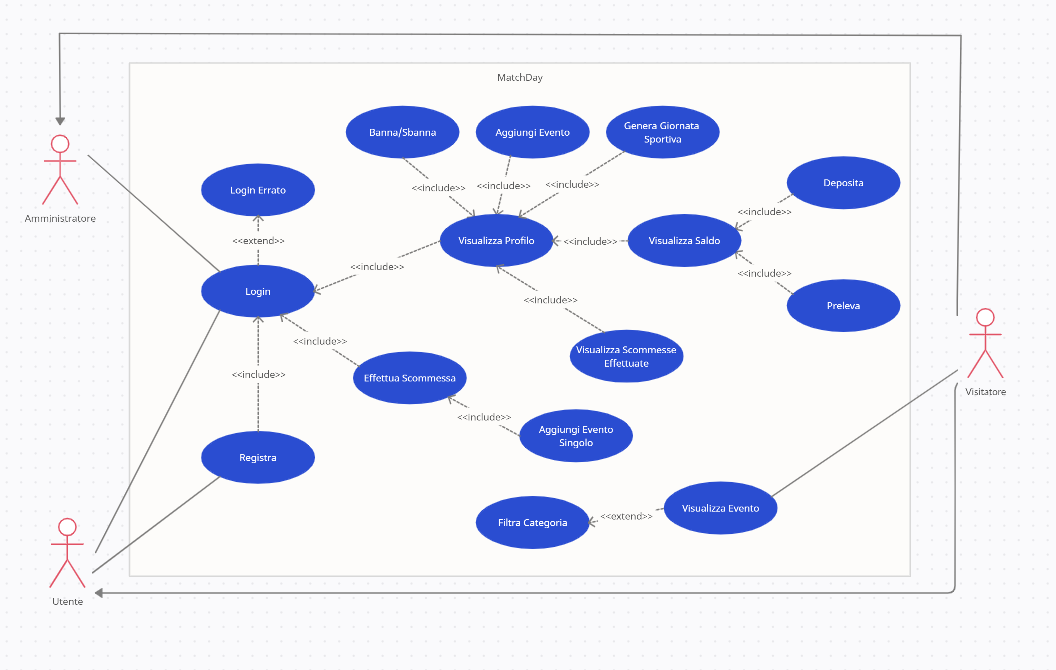 MatchDay
Banna/Sbanna
Aggiungi Evento
Genera Giornata
Sportiva
<<include>>
<<include>>
<<include>>
Login Errato
Deposita
<<include>>
Amministratore
<<extend>>
Visualizza Profilo
<<include>>
Visualizza Saldo
<<include>>
<<include>>
Login
Preleva
<<include>>
<<include>>
Visualizza Scommesse
Effettuate
<<include>>
Effettua Scommessa
Visitatore
<<include>>
Aggiungi Evento
Singolo
Registra
Visualizza Evento
<<extend>>
Filtra Categoria
Utente